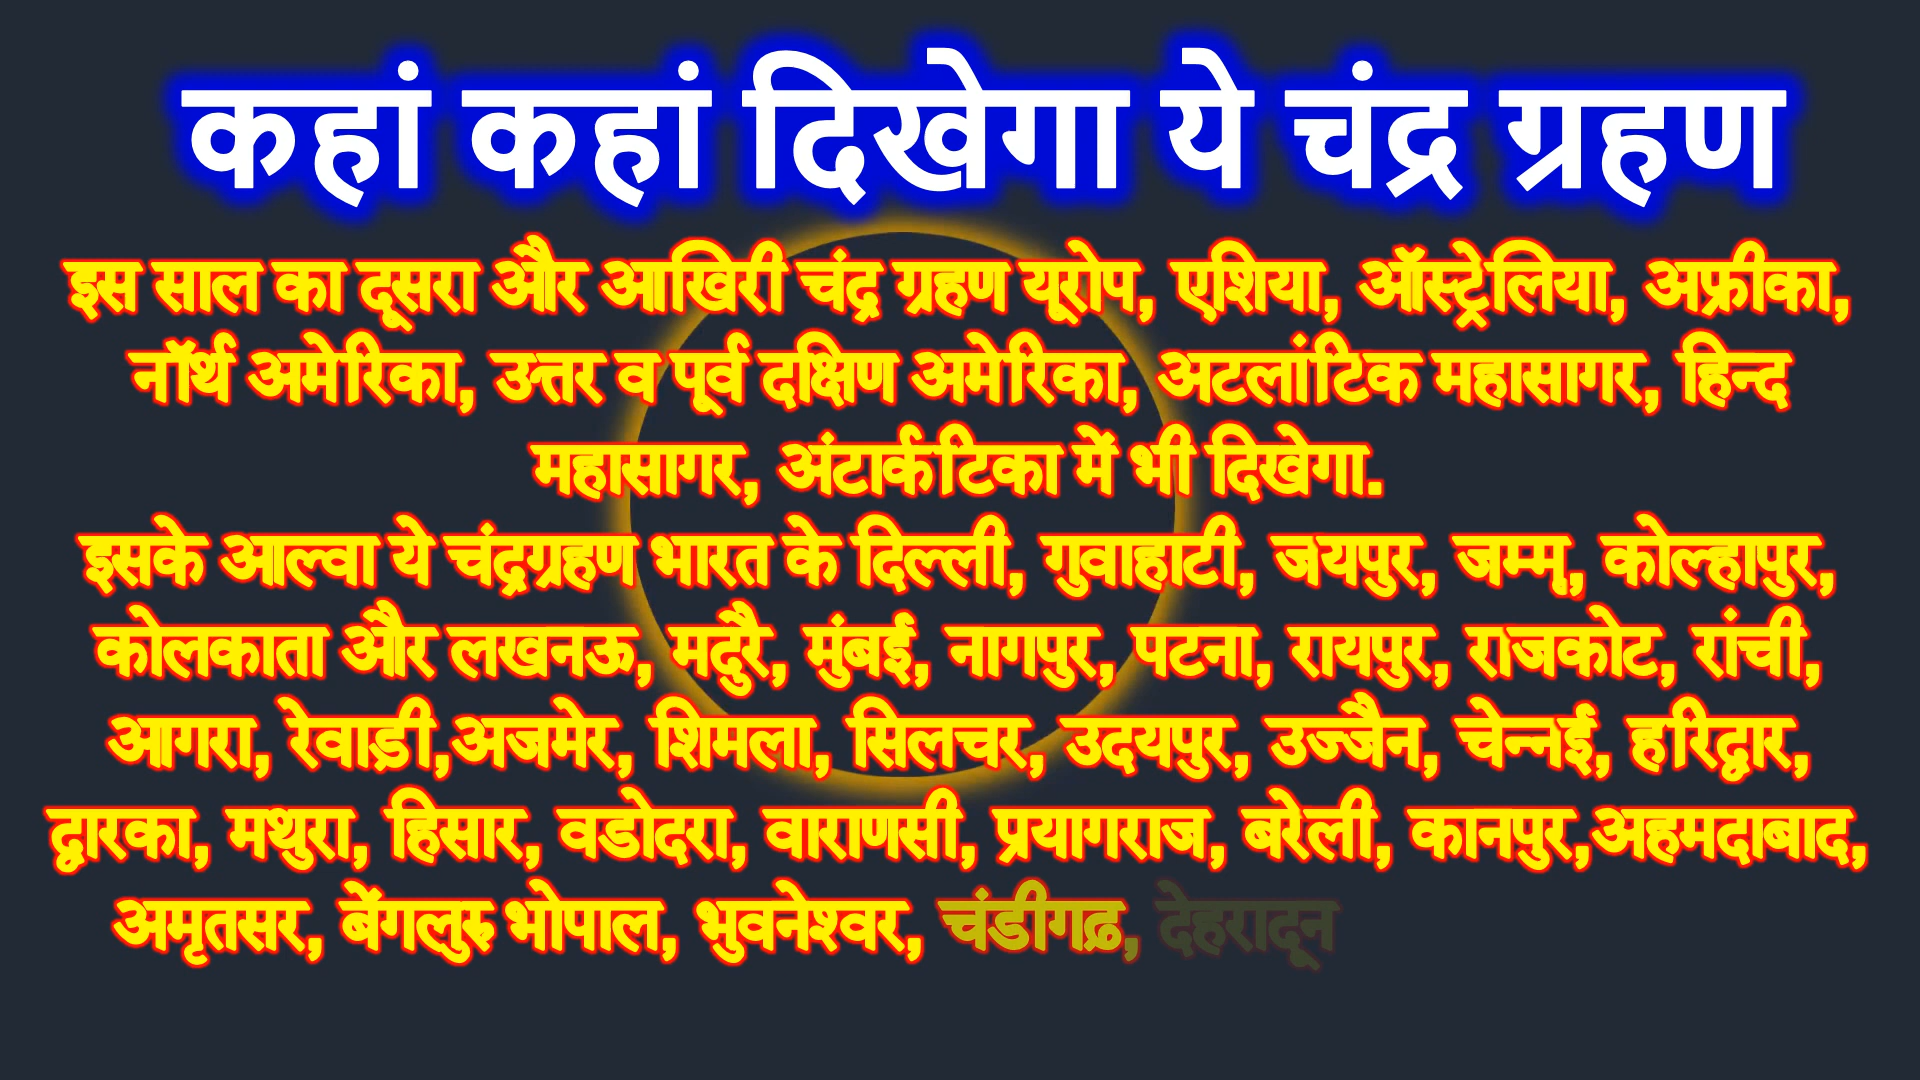 कहां कहां दिखेगा ये चंद्र ग्रहण
इस साल का दूसरा और आखिरी चंद्र ग्रहण यूरोप, एशिया, ऑस्ट्रेलिया, अफ्रीका,
नॉर्थ अमेरिका, उत्तर व पूर्व दक्षिण अमेरिका, अटलांटिक महासागर, हिन्द
महासागर, अंटार्कटिका में भी दिखेगा.
इसके आल्वा ये चंद्रग्रहण भारत के दिल्ली, गुवाहाटी, जयपुर, जम्मू, कोल्हापुर,
कोलकाता और लखनऊ, मदुरै, मुंबई, नागपुर, पटना, रायपुर, राजकोट, रांची,
आगरा, रेवाड़ी,अजमेर, शिमला, सिलचर, उदयपुर, उज्जैन, चेन्नई, हरिद्वार,
द्वारका, मथुरा, हिसार, वडोदरा, वाराणसी, प्रयागराज, बरेली, कानपुर,अहमदाबाद,
अमृतसर, बेंगलुरु भोपाल, भुवनेश्वर, चंडीगढ़, देहरादून